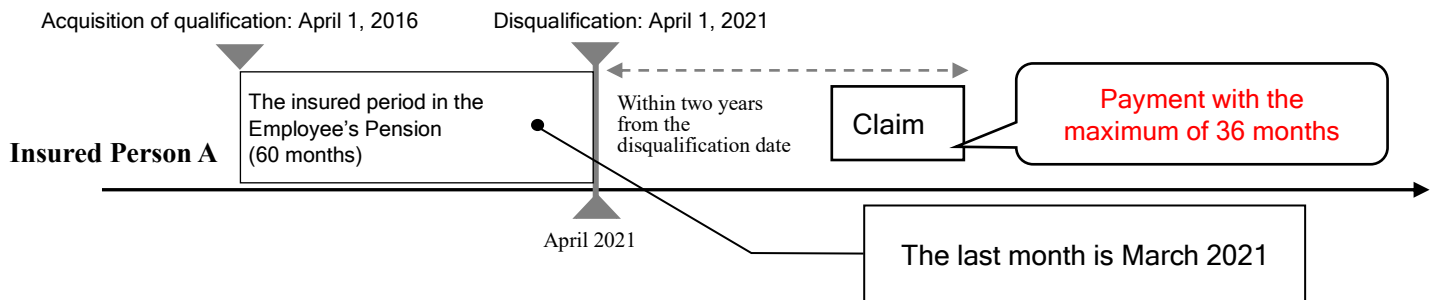 Acquisition of qualification: April 1, 2016
Disqualification: April 1, 2021
The insured period in the
Employee's Pension
(60 months)
Within two years
from the
disqualification date
Claim
Payment with the
maximum of 36 months
Insured Person A
April 2021
The last month is March 2021